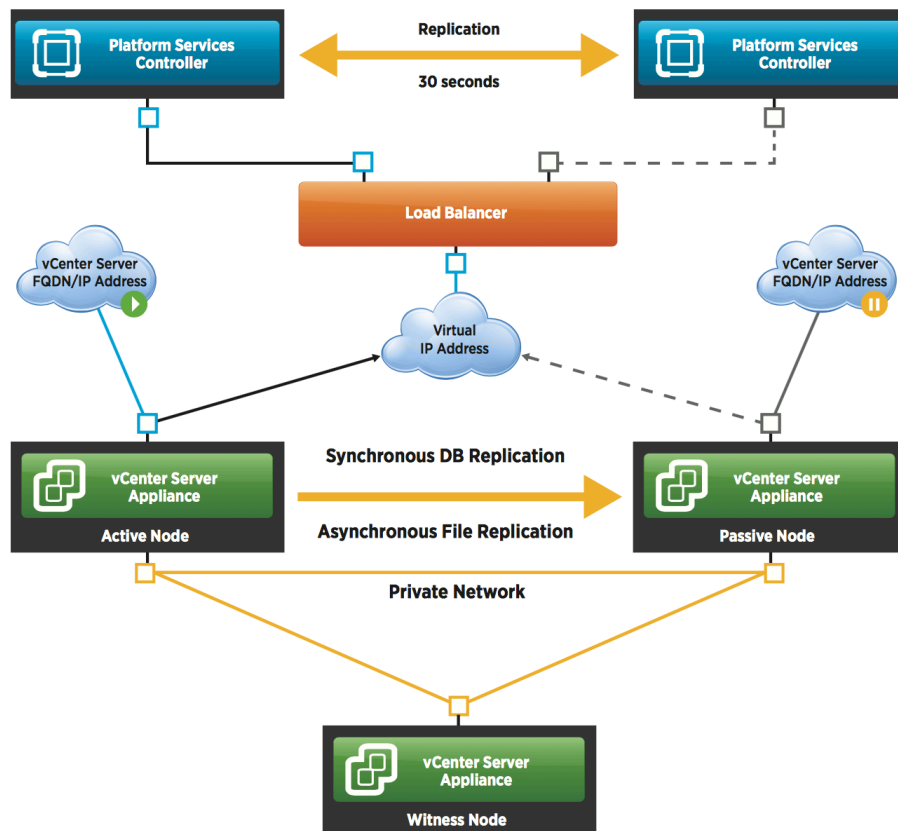 Platform Services
Controller
Replication
30 seconds
Platform Services
Controller
Load Balancer
vCenter Server
FQDN/IP Address
Virtual
IP Address
vCenter Server
FQDN/IP Address
vCenter Server
Appliance
Active Node
Synchronous DB Replication
Asynchronous File Replication
vCenter Server
Appliance
Passive Node
Private Network
vCenter Server
Appliance
Witness Node